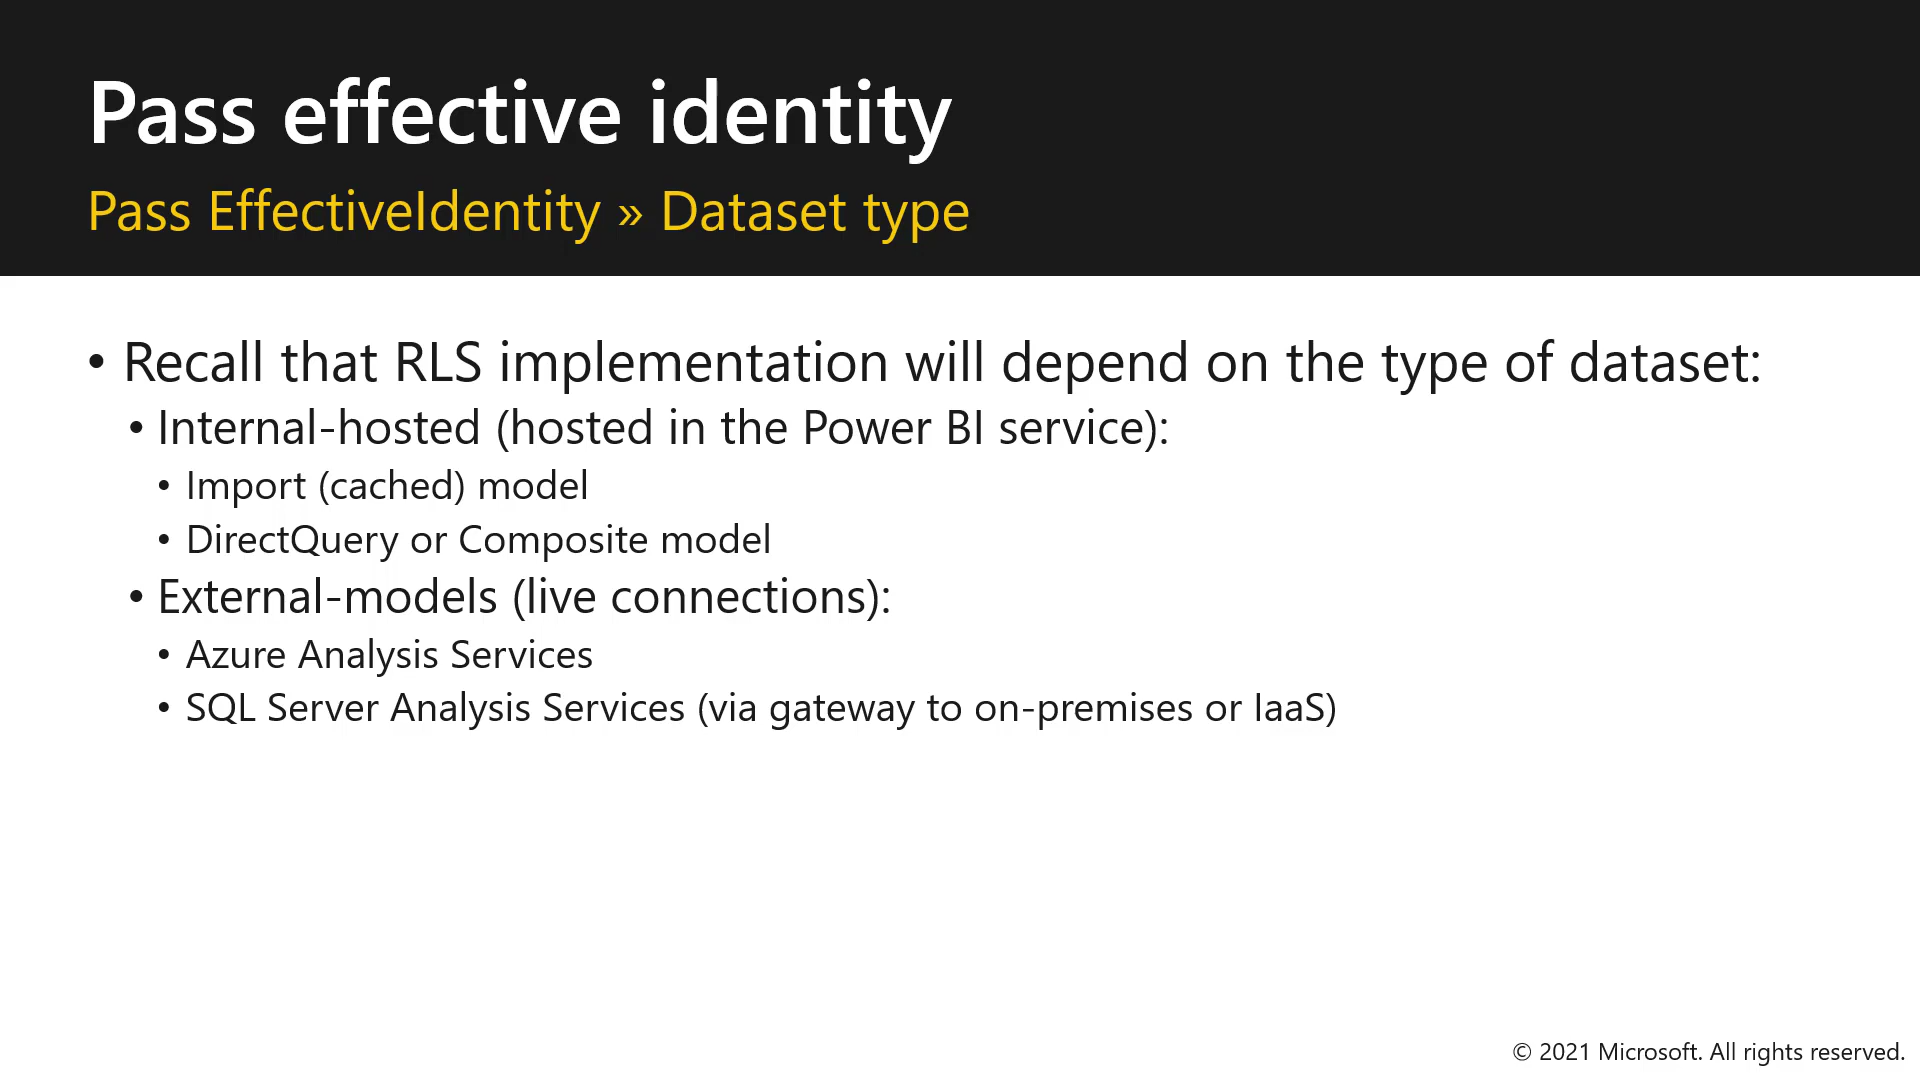 Pass effective identity
Pass EffectiveIdentity » Dataset type
• Recall that RLS implementation will depend on the type of dataset:
• Internal-hosted (hosted in the Power BI service):
• Import (cached) model
• DirectQuery or Composite model
• External-models (live connections):
• Azure Analysis Services
• SQL Server Analysis Services (via gateway to on-premises or IaaS)
© 2021 Microsoft. All rights reserved.